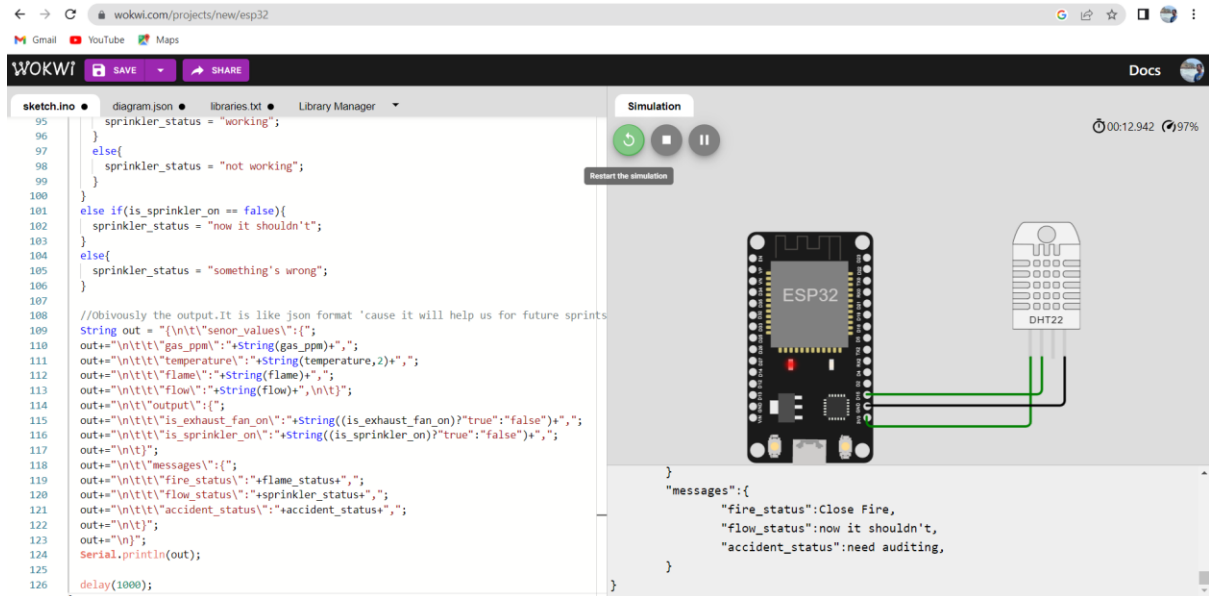 wokwi.com/projects/new/esp32
Gmail YouTube Maps
WOKWI SAVE SHARE Docs
sketch.ino ● diagram.json ● libraries.txt ● Library Manager
95 sprinkler_status = "working";
96 }
97 else{
98 sprinkler_status = "not working";
99 }
100 }
101 else if(is_sprinkler_on == false){
102 sprinkler_status = "now it shouldn't";
103 }
104 else{
105 sprinkler_status = "something's wrong";
106 }
107
108 //Obivously the output.It is like json format 'cause it will help us for future sprints
109 String out = "{\n\t\"senor_values\":{";
110 out+="\n\t\t\"gas_ppm\":"+String(gas_ppm)+",";
111 out+="\n\t\t\"temperature\":"+String(temperature,2)+",";
112 out+="\n\t\t\"flame\":"+String(flame)+",";
113 out+="\n\t\t\"flow\":"+String(flow)+",\n\t}";
114 out+="\n\t\"output\":{";
115 out+="\n\t\t\"is_exhaust_fan_on\":"+String((is_exhaust_fan_on)?"true":"false")+",";
116 out+="\n\t\t\"is_sprinkler_on\":"+String((is_sprinkler_on)?"true":"false")+",";
117 out+="\n\t}";
118 out+="\n\t\"messages\":{";
119 out+="\n\t\t\"fire_status\":"+flame_status+",";
120 out+="\n\t\t\"flow_status\":"+sprinkler_status+",";
121 out+="\n\t\t\"accident_status\":"+accident_status+",";
122 out+="\n\t}";
123 out+="\n}";
124 Serial.println(out);
125
126 delay(1000);
Simulation
00:12.942 97%
Restart the simulation
ESP32
DHT22
}
"messages":{
"fire_status":Close Fire,
"flow_status":now it shouldn't,
"accident_status":need auditing,
}
}